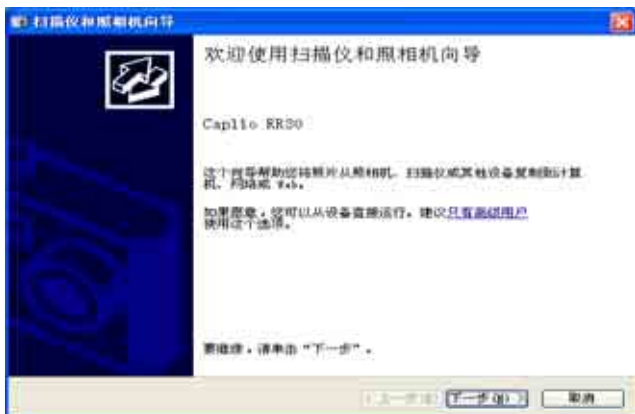 扫描仪和照相机向导
欢迎使用扫描仪和照相机向导
Caplio RR30
这个向导帮助您将照片从照相机、扫描仪或其他设备复制到计算
机、网络或 Web。
如果愿意，您可以从设备直接运行。建议只有高级用户
使用这个选项。
要继续，请单击“下一步”。
< 上一步(B) 下一步(N) > 取消